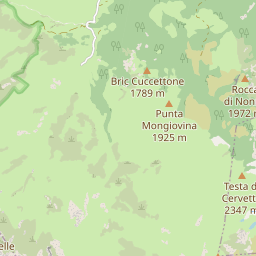 Bric Cuccettone
1789 m
Rocca
di Non
1972 m
Punta
Mongiovina
1925 m
Testa d
Cervett
2347 m
elle